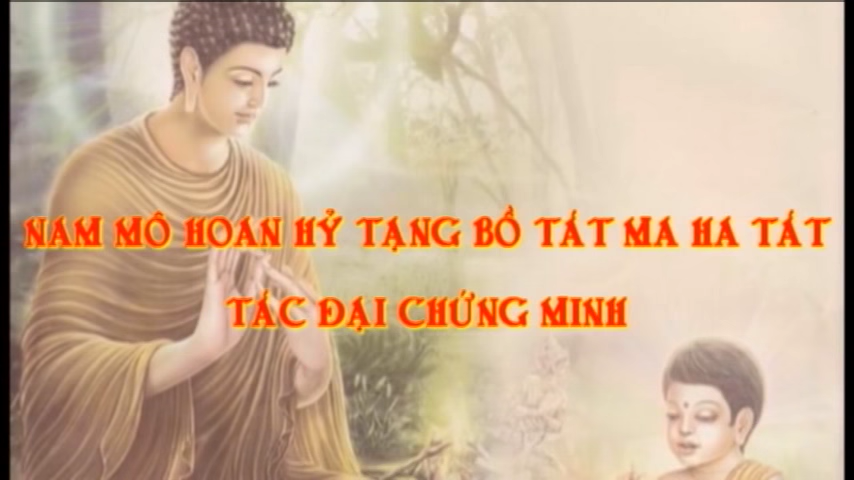 NAM MÔ HOAN HỶ TẠNG BỒ TÁT MA HA TÁT
TÁC ĐẠI CHỨNG MINH